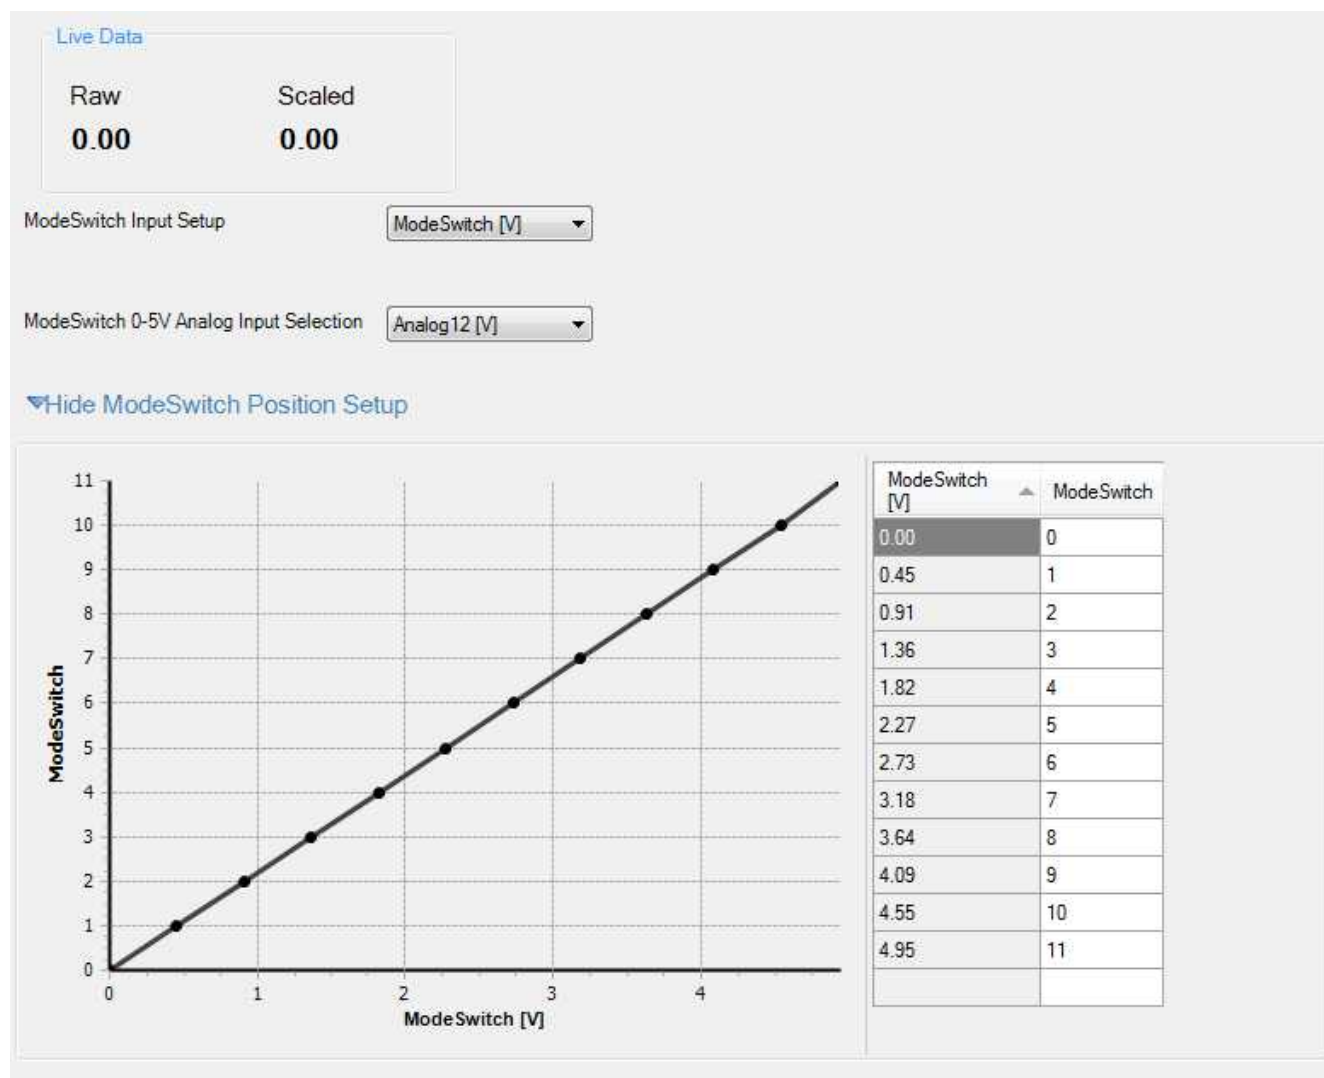 Live Data
Raw Scaled
0.00 0.00
ModeSwitch Input Setup ModeSwitch [V]
ModeSwitch 0-5V Analog Input Selection Analog12 [V]
Hide ModeSwitch Position Setup
11
10
9
8
7
6
5
4
3
2
1
0
ModeSwitch
0 1 2 3 4
ModeSwitch [V]
ModeSwitch [V] ModeSwitch
0.00 0
0.45 1
0.91 2
1.36 3
1.82 4
2.27 5
2.73 6
3.18 7
3.64 8
4.09 9
4.55 10
4.95 11